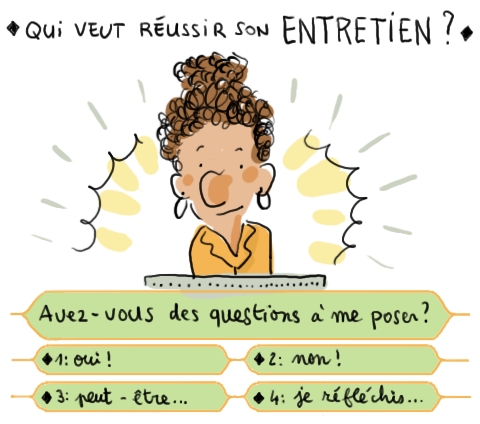 ◆ QUI VEUT RÉUSSIR SON ENTRETIEN ? ◆
Avez-vous des questions à me poser ?
◆ 1: oui !
◆ 2: non !
◆ 3: peut - être...
◆ 4: je réfléchis...